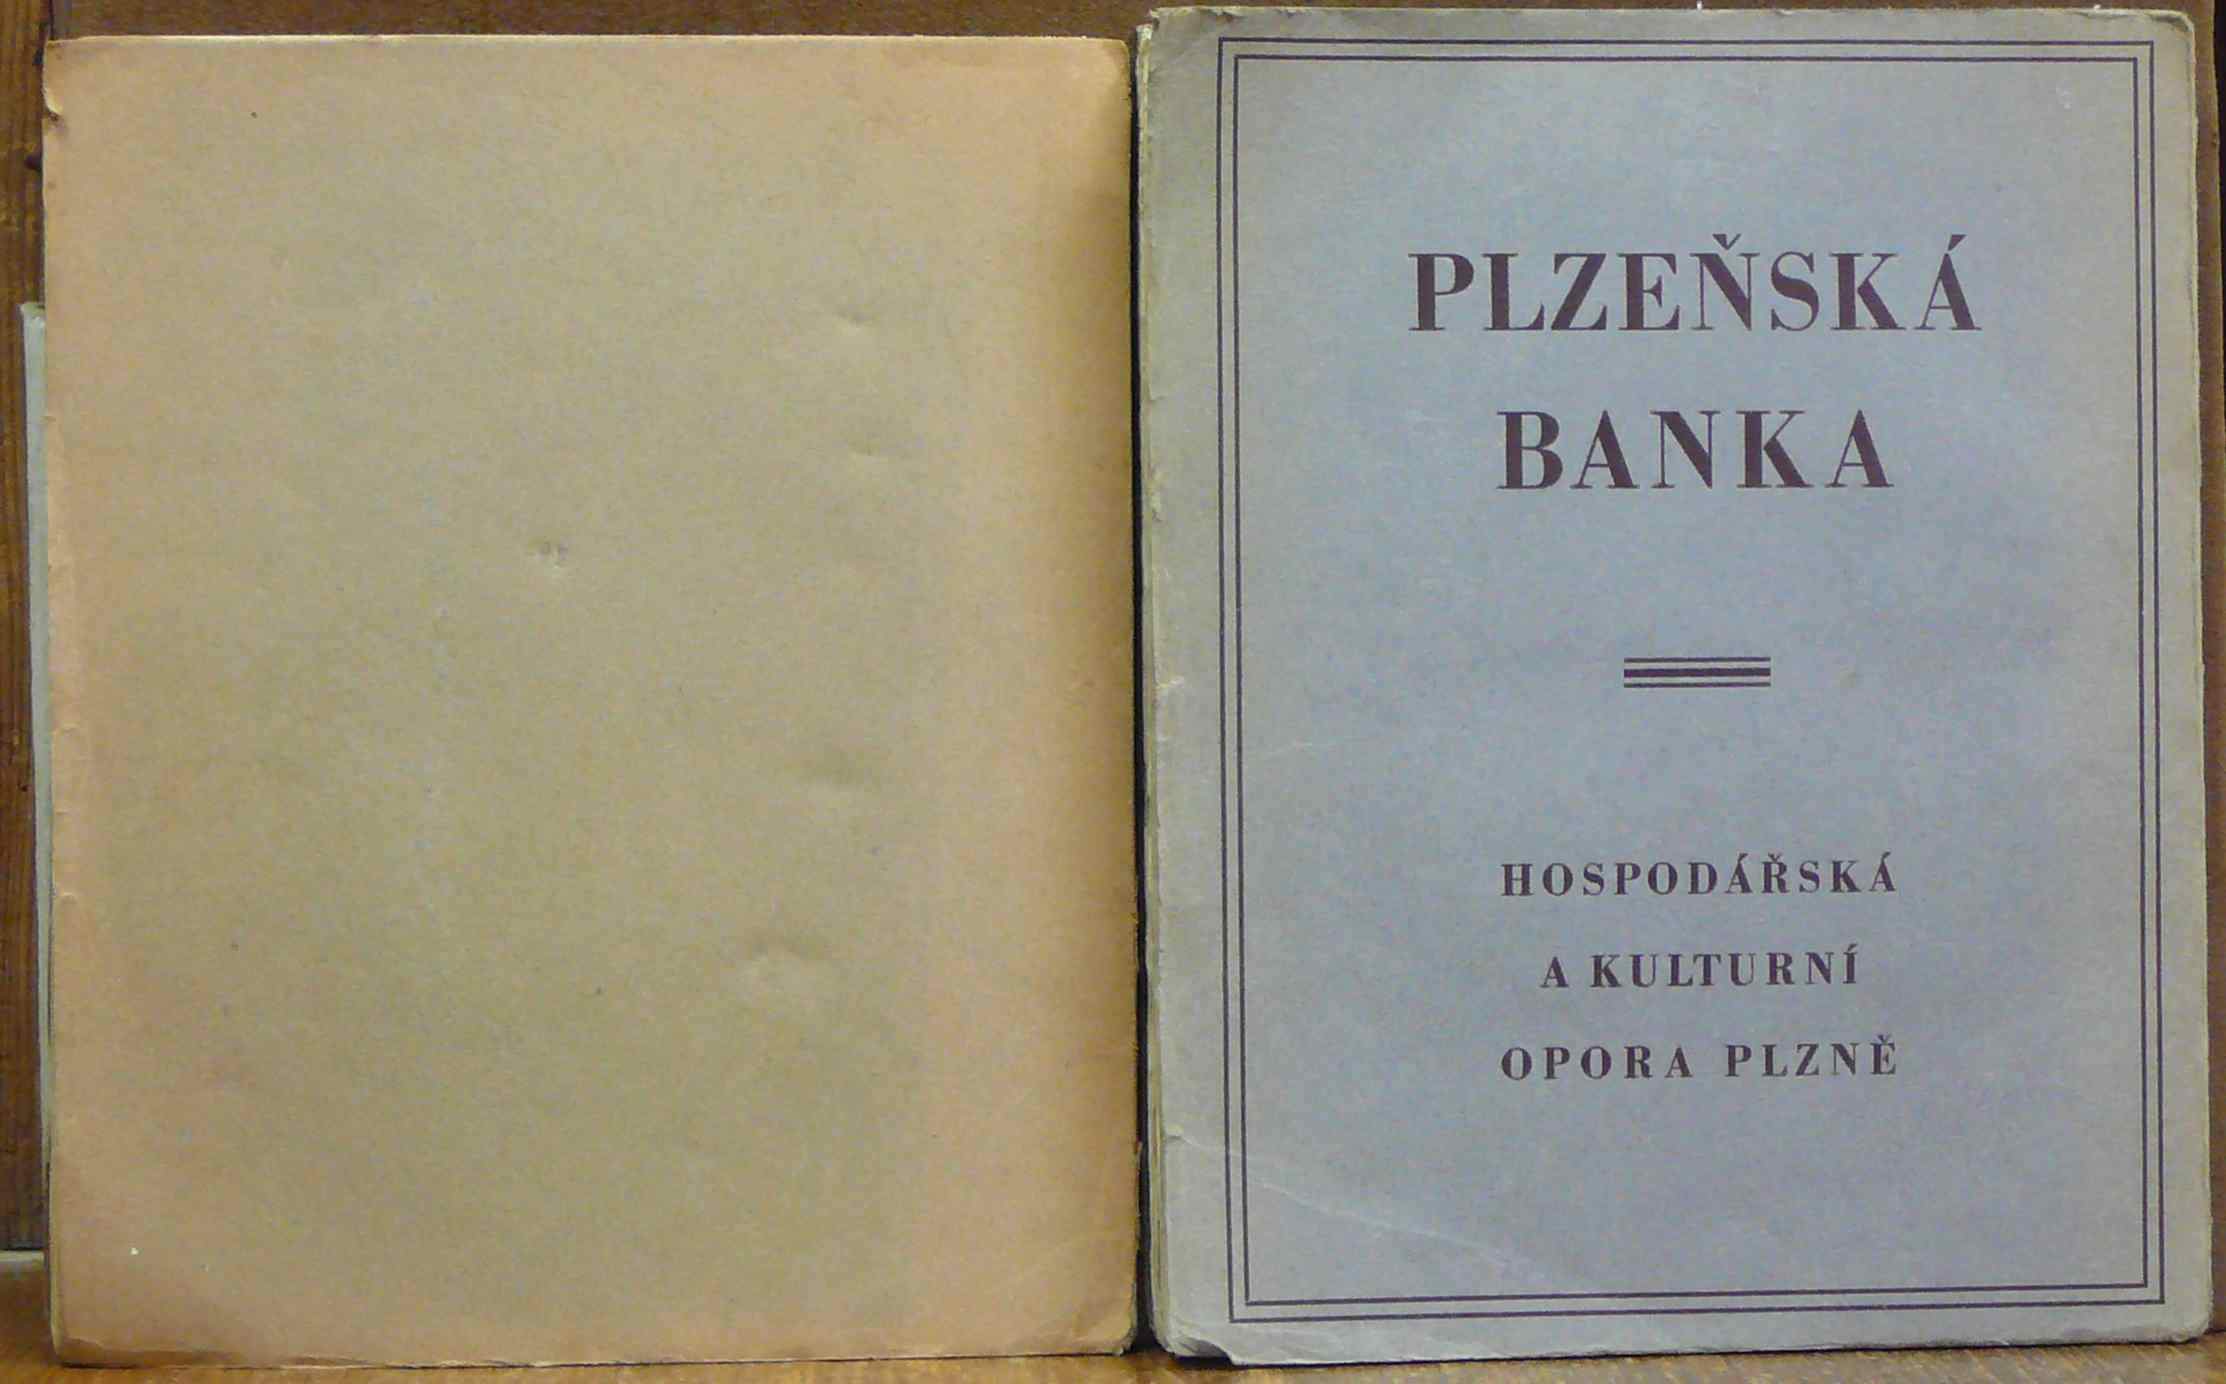 PLZEŇSKÁ
BANKA
HOSPODÁŘSKÁ
A KULTURNÍ
OPORA PLZNĚ